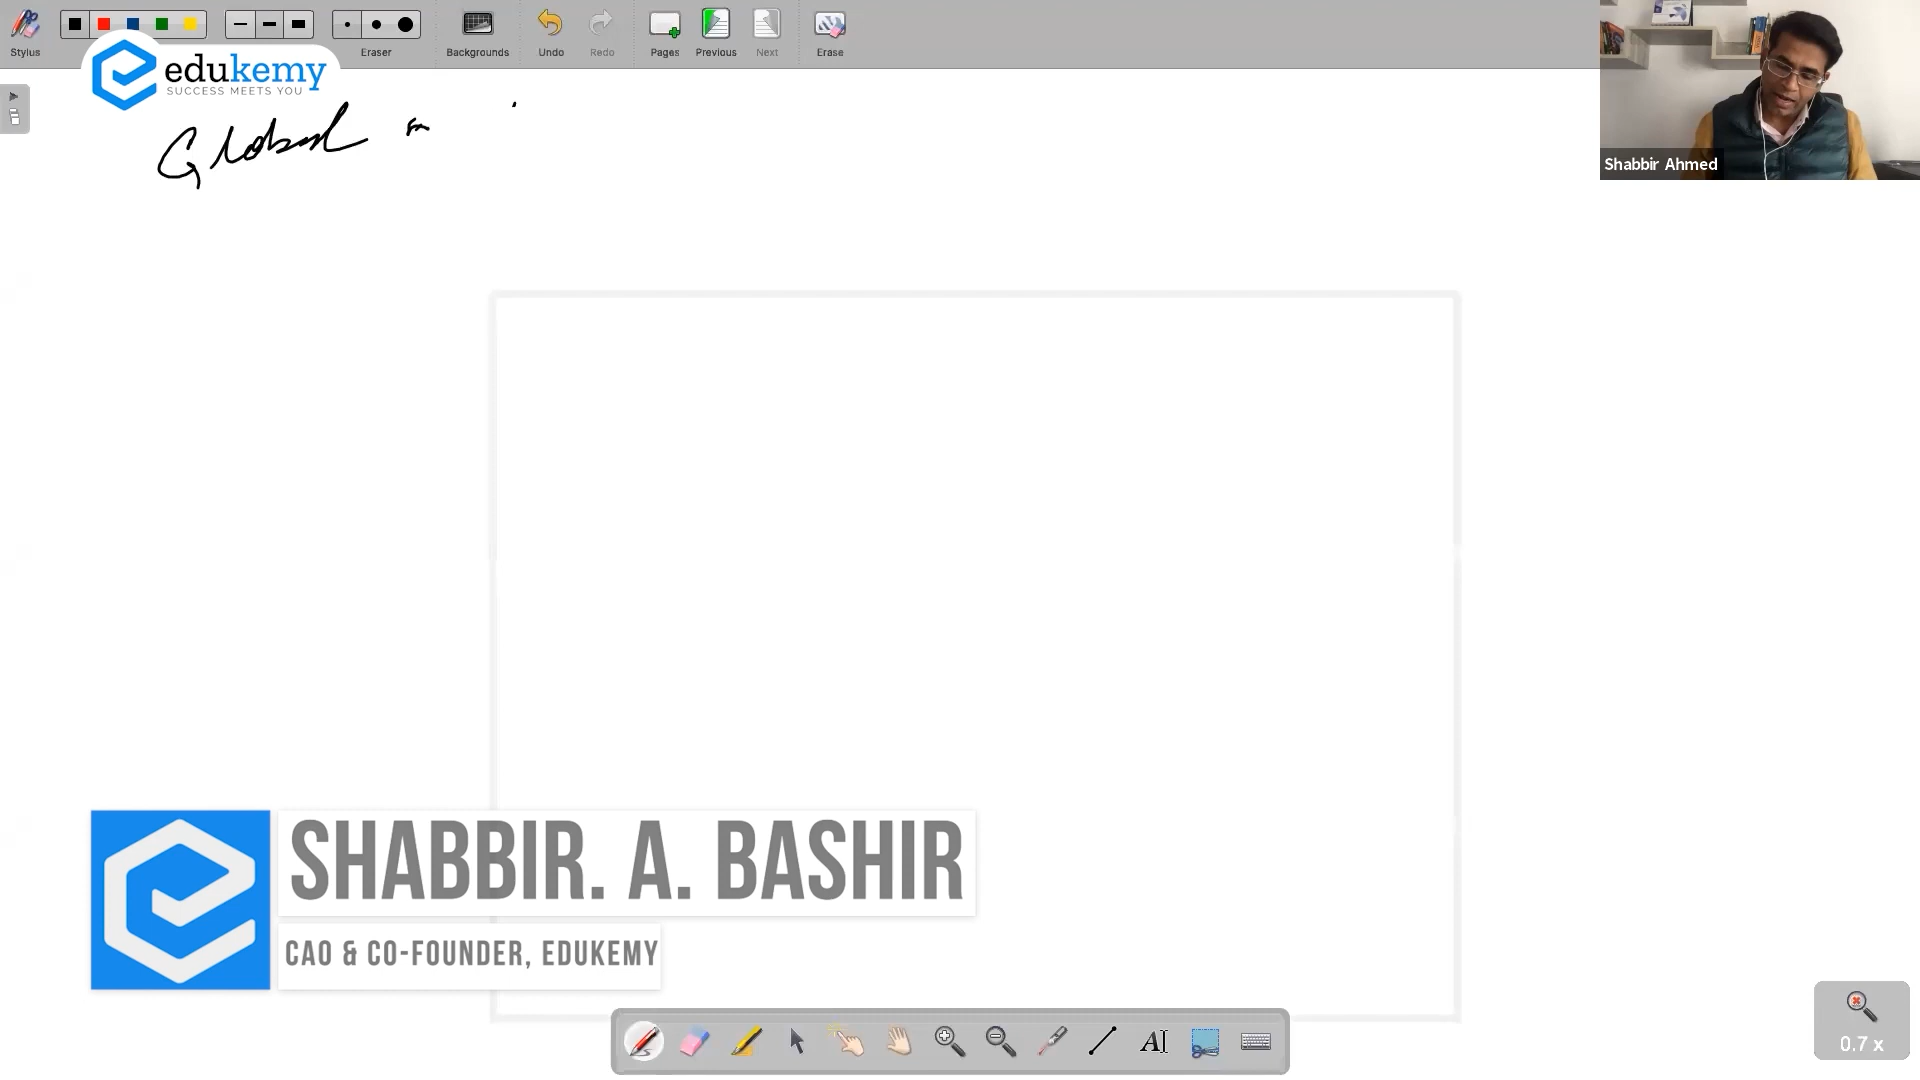 Stylus
Eraser
Backgrounds
Undo
Redo
Pages
Previous
Next
Erase
edukemy
SUCCESS MEETS YOU
Global
Shabbir Ahmed
SHABBIR. A. BASHIR
CAO & CO-FOUNDER, EDUKEMY
0.7 x